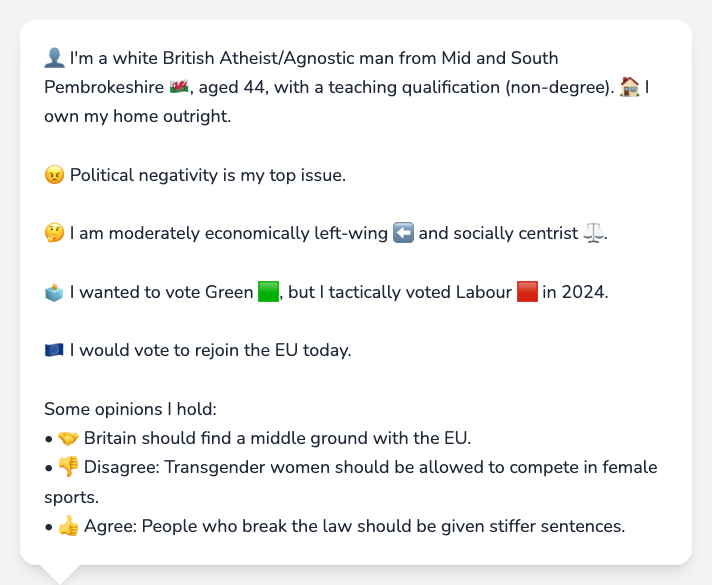 👤 I'm a white British Atheist/Agnostic man from Mid and South
Pembrokeshire 🏴󠁧󠁢󠁷󠁬󠁳󠁿, aged 44, with a teaching qualification (non-degree). 🏠 I
own my home outright.
😠 Political negativity is my top issue.
🤔 I am moderately economically left-wing ⬅️ and socially centrist ⚖️.
🗳️ I wanted to vote Green 🟩, but I tactically voted Labour 🟥 in 2024.
🇪🇺 I would vote to rejoin the EU today.
Some opinions I hold:
• 🤝 Britain should find a middle ground with the EU.
• 👎 Disagree: Transgender women should be allowed to compete in female
sports.
• 👍 Agree: People who break the law should be given stiffer sentences.